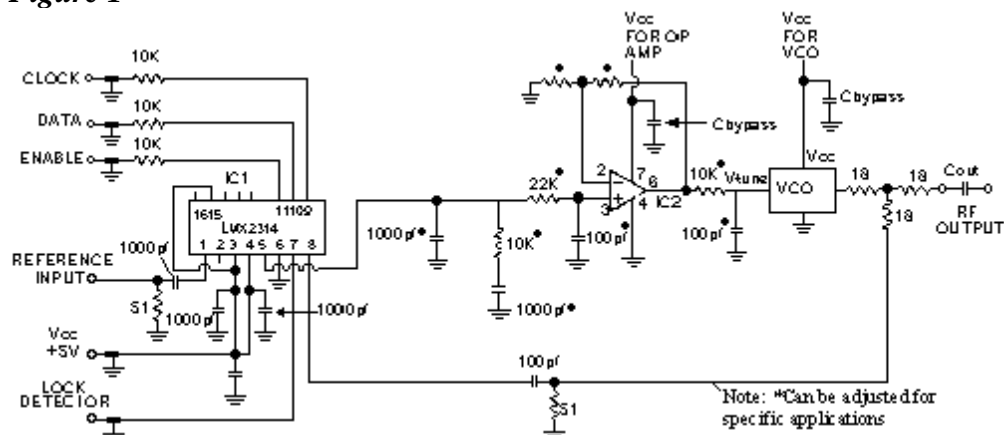 Figure 1
Vcc
FOR OP
AMP
Vcc
FOR
VCO
10K
CLOCK
10K
DATA
10K
ENABLE
Cbypass
Cbypass
IC1
1615
11109
LMX2314
1 2 3 4 5 6 7 8
22K*
2
3
7
6
4
IC2
10K*
Vtune
Vcc
VCO
18
18
18
Cout
RF
OUTPUT
1000pf
REFERENCE
INPUT
51
1000pf*
10K*
100pf*
100pf*
1000pf
1000pf
1000pf*
Vcc
+5V
LOCK
DETECTOR
100pf
51
Note: *Can be adjusted for
specific applications